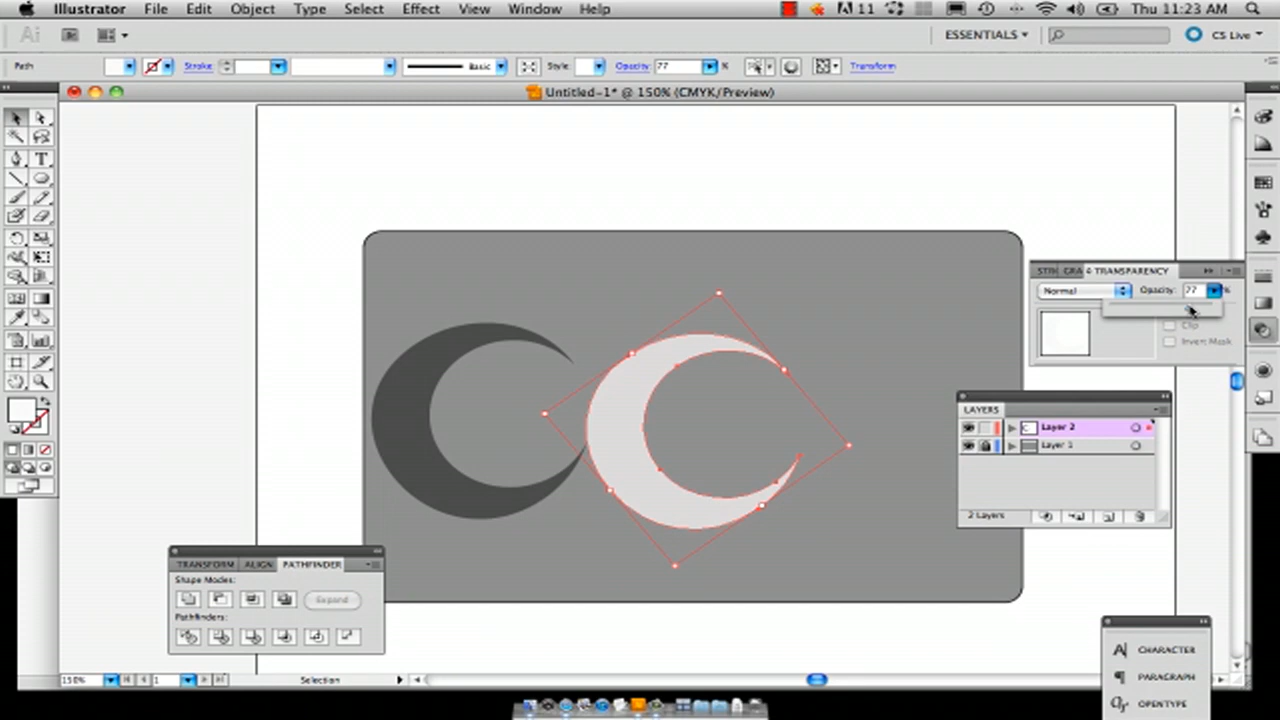 Illustrator File Edit Object Type Select Effect View Window Help 11 Thu 11:23 AM
Ai ESSENTIALS CS Live
Path Stroke: Basic Style: Opacity: 77 % Transform
Untitled-1* @ 150% (CMYK/Preview)
TRANSPARENCY
Normal Opacity: 77 %
Clip
Invert Mask
LAYERS
Layer 2
Layer 1
2 Layers
TRANSFORM ALIGN PATHFINDER
Shape Modes:
Expand
Pathfinders:
CHARACTER
PARAGRAPH
OPENTYPE
150% 1 Selection